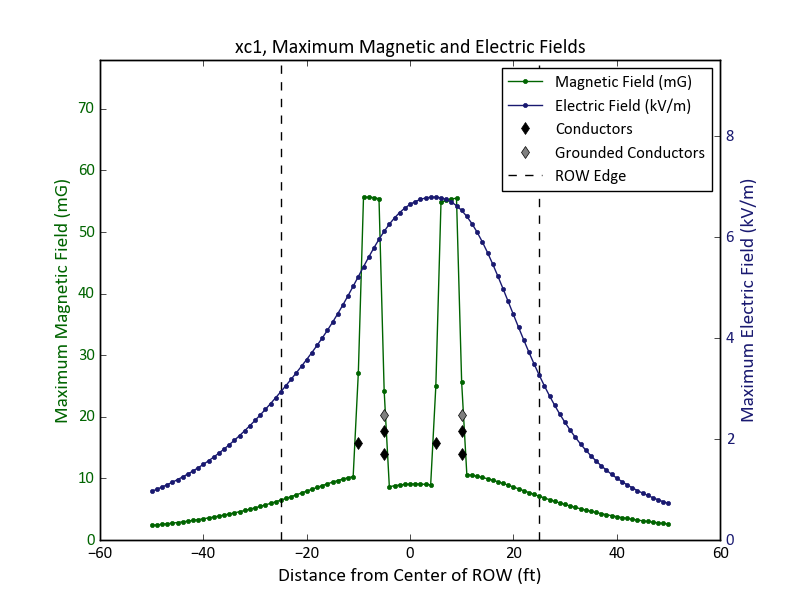 xc1, Maximum Magnetic and Electric Fields
Magnetic Field (mG)
Electric Field (kV/m)
Conductors
Grounded Conductors
ROW Edge
Maximum Magnetic Field (mG)
70
60
50
40
30
20
10
0
Maximum Electric Field (kV/m)
8
6
4
2
0
−60 −40 −20 0 20 40 60
Distance from Center of ROW (ft)